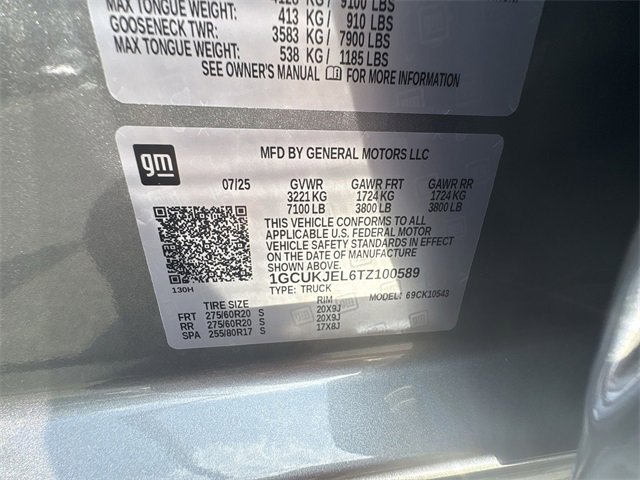 4128 KG/ 9100 LBS
MAX TONGUE WEIGHT: 413 KG/ 910 LBS
GOOSENECK TWR: 3583 KG/ 7900 LBS
MAX TONGUE WEIGHT: 538 KG/ 1185 LBS
SEE OWNER'S MANUAL FOR MORE INFORMATION
gm
MFD BY GENERAL MOTORS LLC
07/25 GVWR GAWR FRT GAWR RR
3221 KG 1724 KG 1724 KG
7100 LB 3800 LB 3800 LB
THIS VEHICLE CONFORMS TO ALL
APPLICABLE U.S. FEDERAL MOTOR
VEHICLE SAFETY STANDARDS IN EFFECT
ON THE DATE OF MANUFACTURE
SHOWN ABOVE.
1GCUKJEL6TZ100589
130H
TYPE: TRUCK MODEL: 69CK10543
TIRE SIZE RIM
FRT 275/60R20 S 20X9J
RR 275/60R20 S 20X9J
SPA 255/80R17 S 17X8J